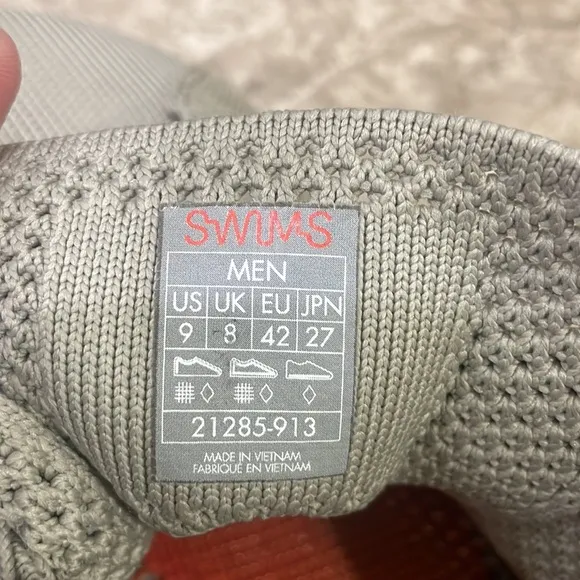 SWIMS
MEN
US UK EU JPN
9 8 42 27
21285-913
MADE IN VIETNAM
FABRIQUÉ EN VIETNAM